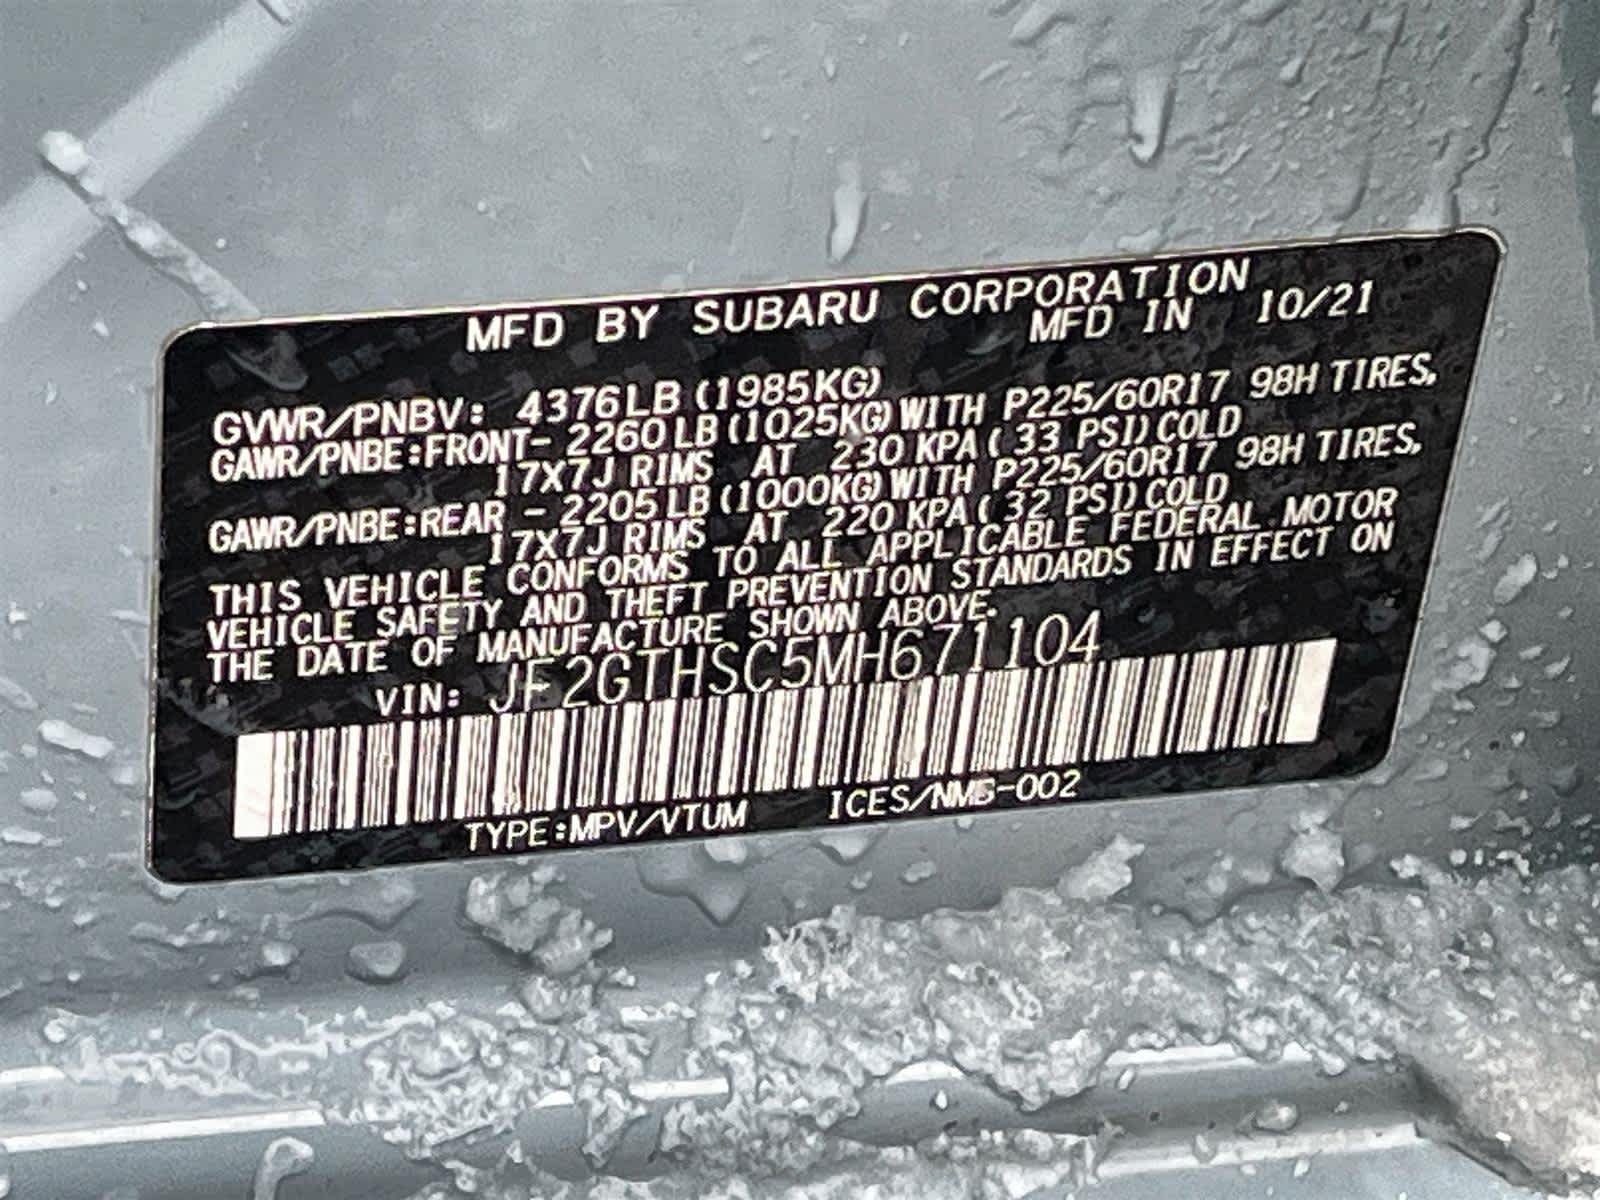 MFD BY SUBARU CORPORATION
MFD IN 10/21
GVWR/PNBV: 4376LB (1985KG)
GAWR/PNBE:FRONT- 2260LB (1025KG) WITH P225/60R17 98H TIRES,
17X7J RIMS AT 230 KPA ( 33 PSI) COLD
GAWR/PNBE:REAR - 2205LB (1000KG) WITH P225/60R17 98H TIRES,
17X7J RIMS AT 220 KPA ( 32 PSI) COLD
THIS VEHICLE CONFORMS TO ALL APPLICABLE FEDERAL MOTOR
VEHICLE SAFETY AND THEFT PREVENTION STANDARDS IN EFFECT ON
THE DATE OF MANUFACTURE SHOWN ABOVE.
VIN: JF2GTHSC5MH671104
TYPE:MPV/VTUM ICES/NMB-002